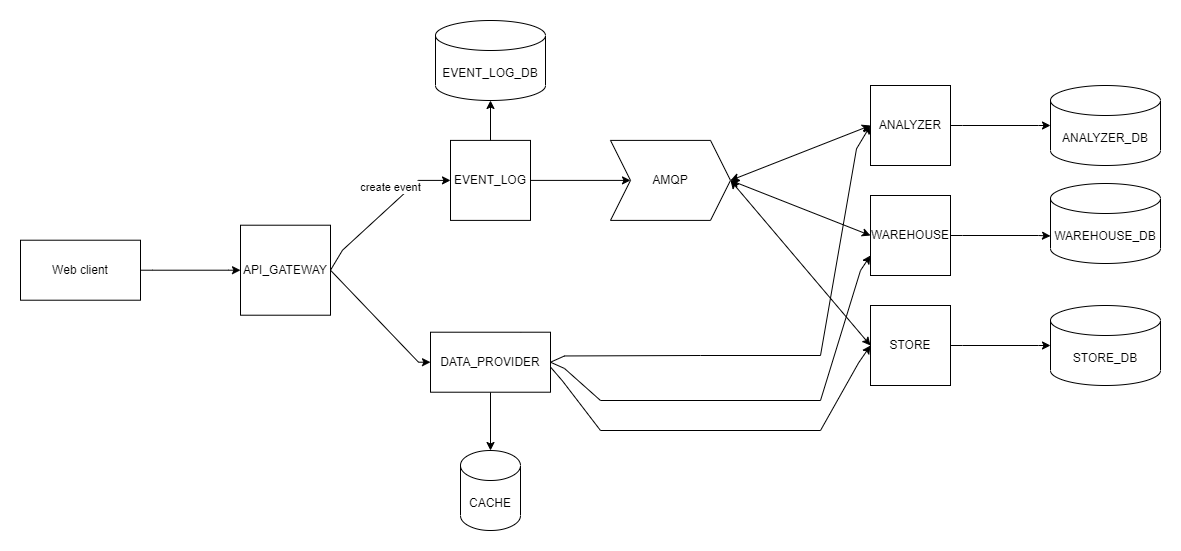 EVENT_LOG_DB
ANALYZER
ANALYZER_DB
create event
EVENT_LOG
AMQP
WAREHOUSE
WAREHOUSE_DB
Web client
API_GATEWAY
DATA_PROVIDER
STORE
STORE_DB
CACHE